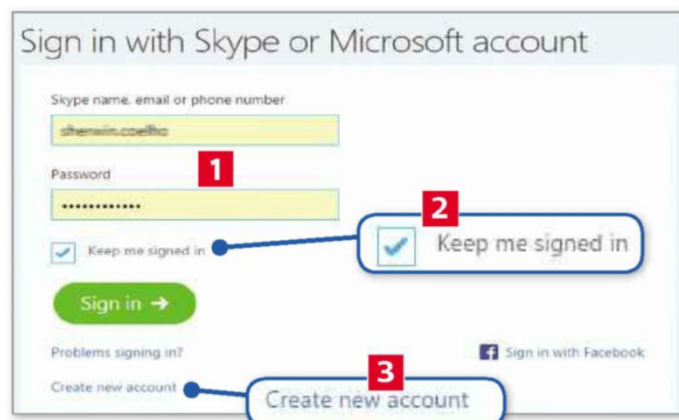 Sign in with Skype or Microsoft account
Skype name, email or phone number
sherwin.coelho
Password
••••••••••••
1
2
Keep me signed in
Keep me signed in
Sign in →
Problems signing in?
Sign in with Facebook
3
Create new account
Create new account